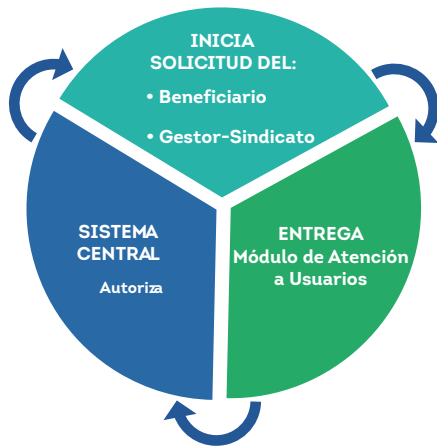 INICIA
SOLICITUD DEL:
• Beneficiario
• Gestor-Sindicato
ENTREGA
Módulo de Atención
a Usuarios
SISTEMA
CENTRAL
Autoriza